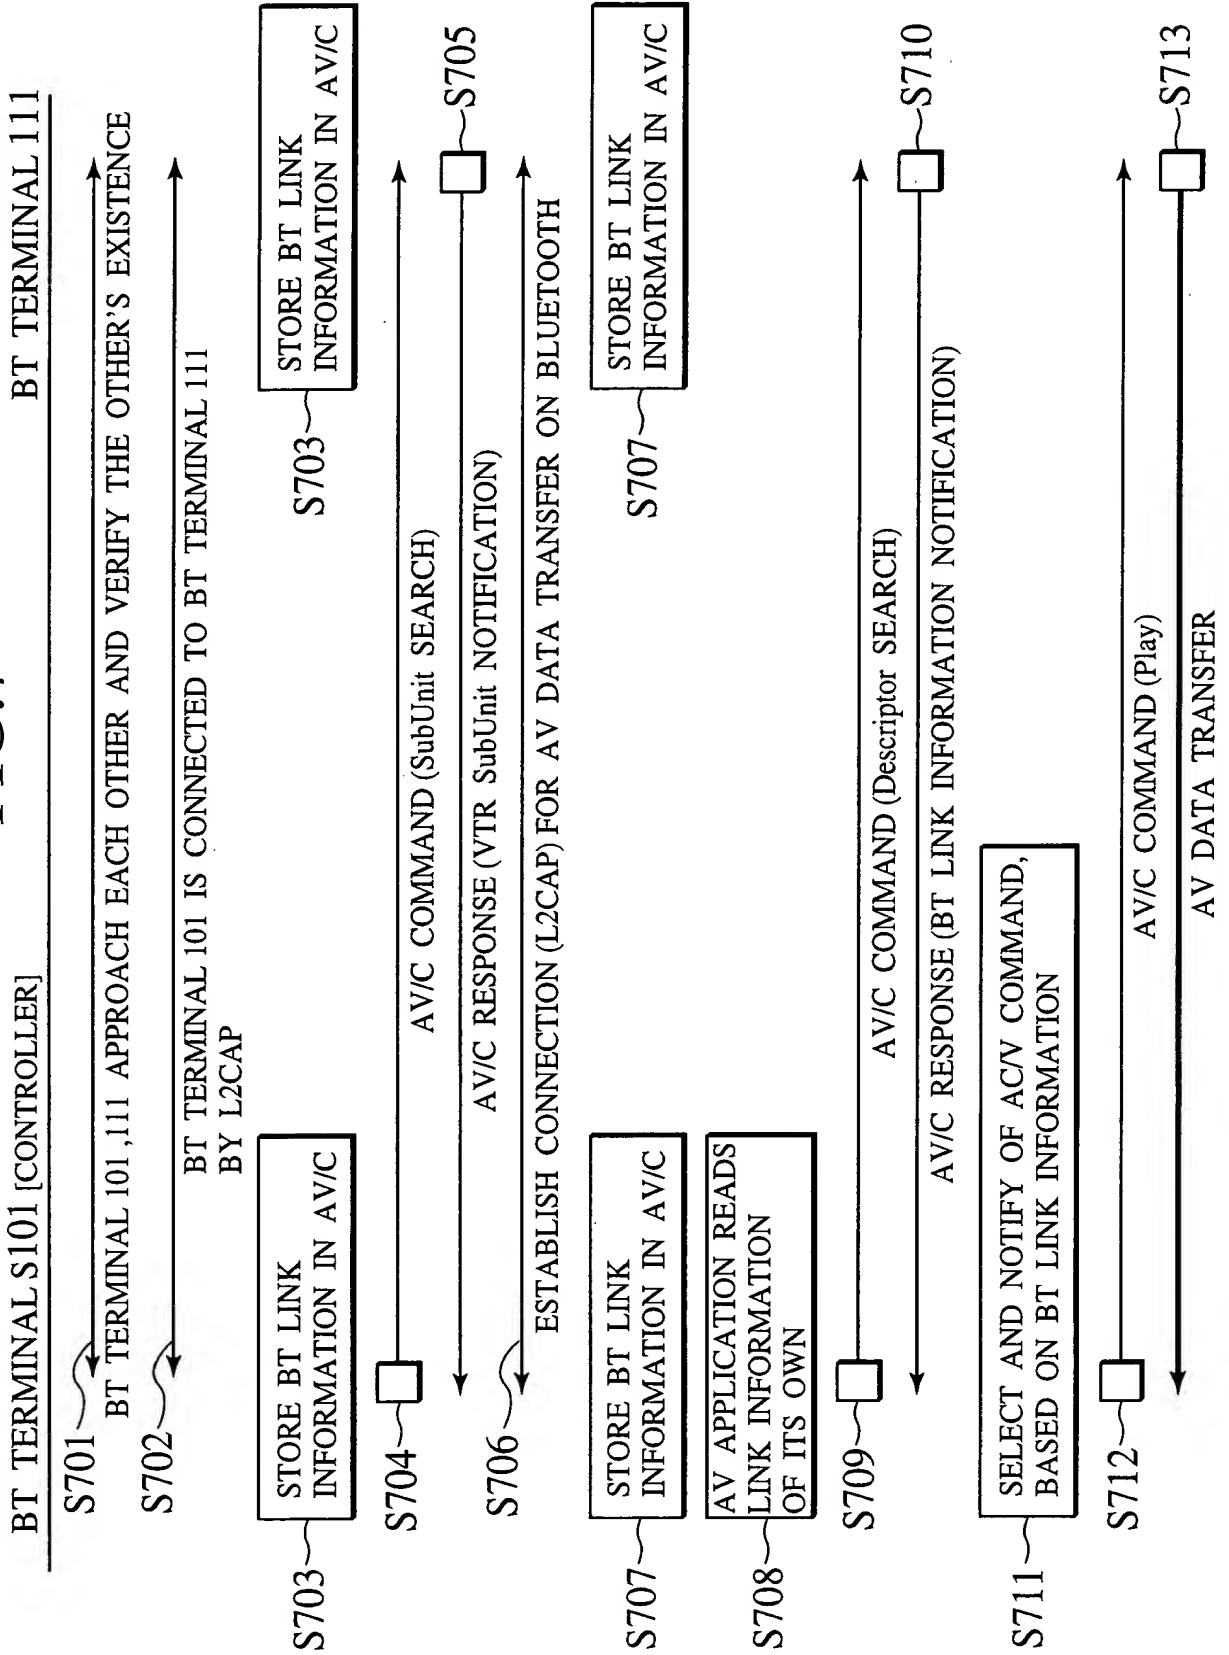 BT TERMINAL S101 [CONTROLLER]
BT TERMINAL 111
S701
BT TERMINAL 101,111 APPROACH EACH OTHER AND VERIFY THE OTHER'S EXISTENCE
S702
BT TERMINAL 101 IS CONNECTED TO BT TERMINAL 111
BY L2CAP
S703
STORE BT LINK
INFORMATION IN AV/C
S703
STORE BT LINK
INFORMATION IN AV/C
S704
AV/C COMMAND (SubUnit SEARCH)
S705
AV/C RESPONSE (VTR SubUnit NOTIFICATION)
S706
ESTABLISH CONNECTION (L2CAP) FOR AV DATA TRANSFER ON BLUETOOTH
S707
STORE BT LINK
INFORMATION IN AV/C
S707
STORE BT LINK
INFORMATION IN AV/C
S708
AV APPLICATION READS
LINK INFORMATION
OF ITS OWN
S709
AV/C COMMAND (Descriptor SEARCH)
S710
AV/C RESPONSE (BT LINK INFORMATION NOTIFICATION)
S711
SELECT AND NOTIFY OF AC/V COMMAND,
BASED ON BT LINK INFORMATION
S712
AV/C COMMAND (Play)
S713
AV DATA TRANSFER